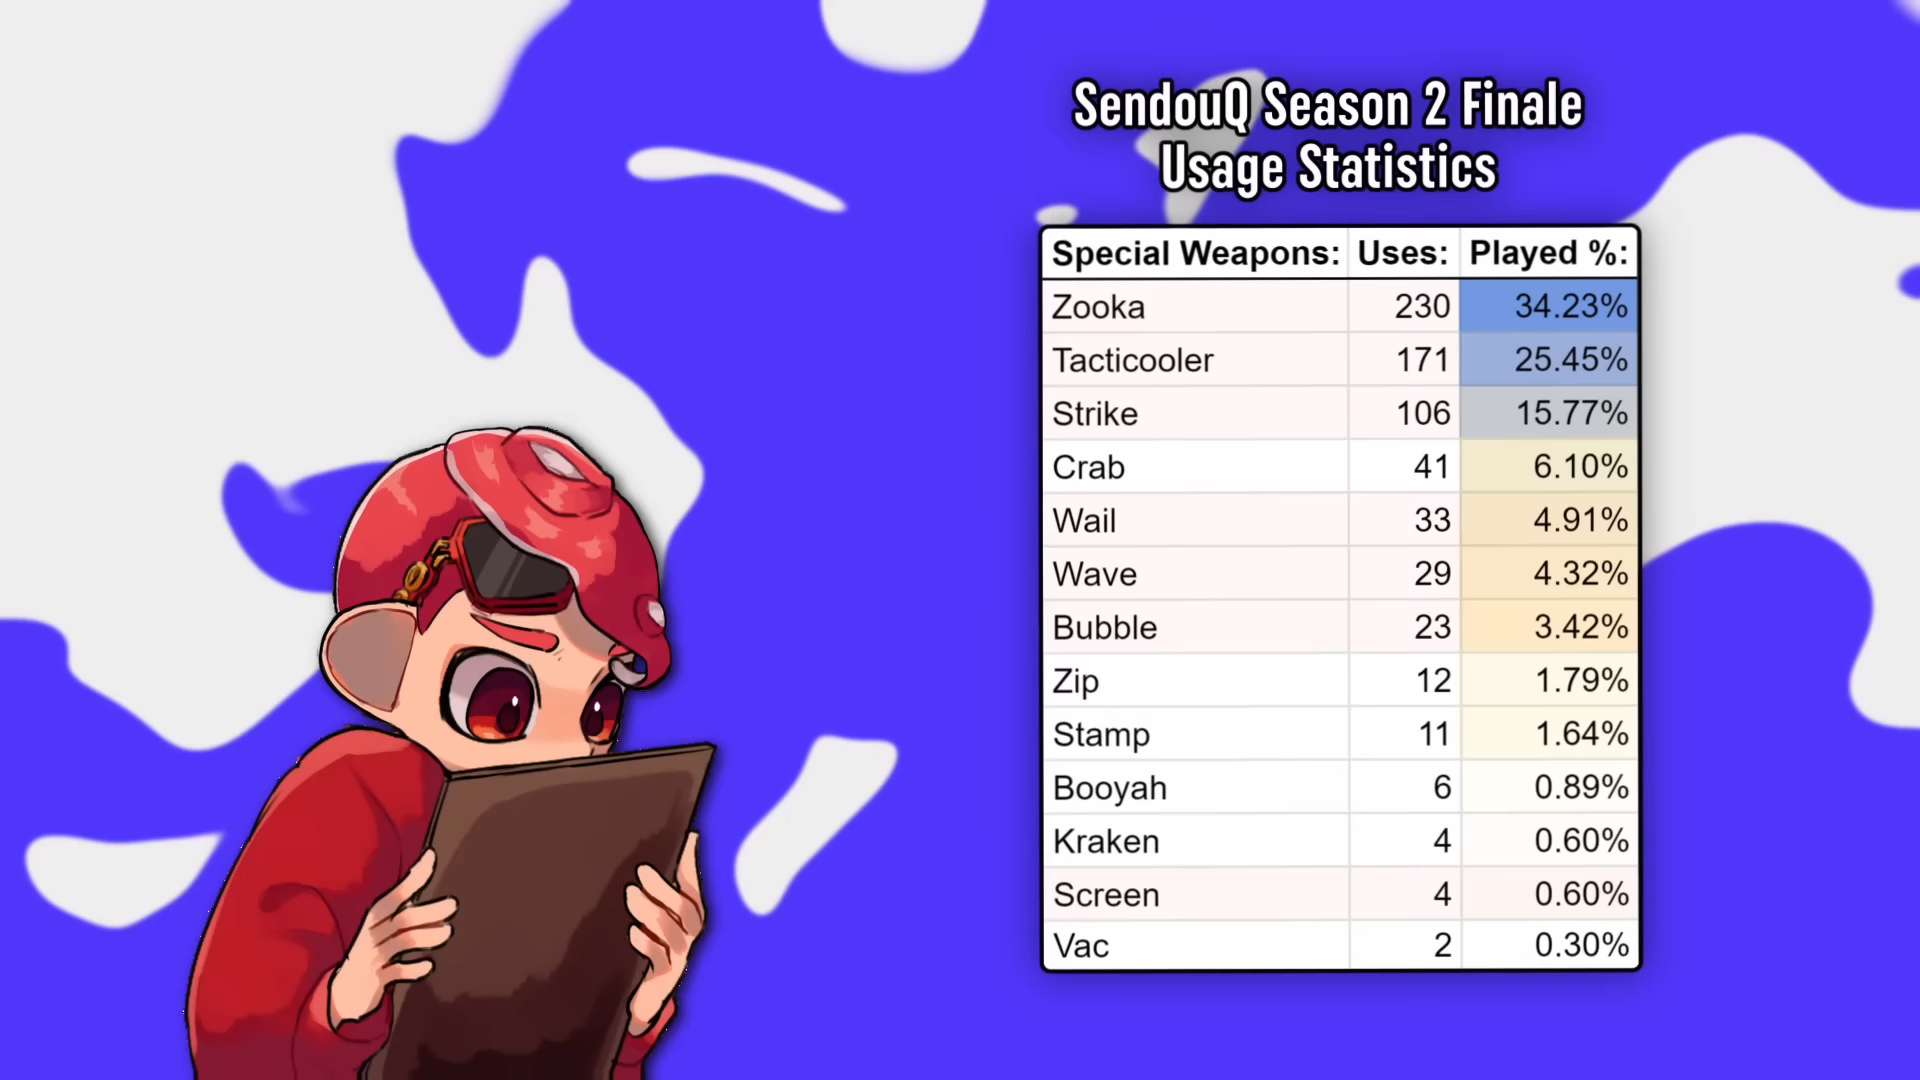 SendouQ Season 2 Finale
Usage Statistics
Special Weapons: Uses: Played %:
Zooka 230 34.23%
Tacticooler 171 25.45%
Strike 106 15.77%
Crab 41 6.10%
Wail 33 4.91%
Wave 29 4.32%
Bubble 23 3.42%
Zip 12 1.79%
Stamp 11 1.64%
Booyah 6 0.89%
Kraken 4 0.60%
Screen 4 0.60%
Vac 2 0.30%